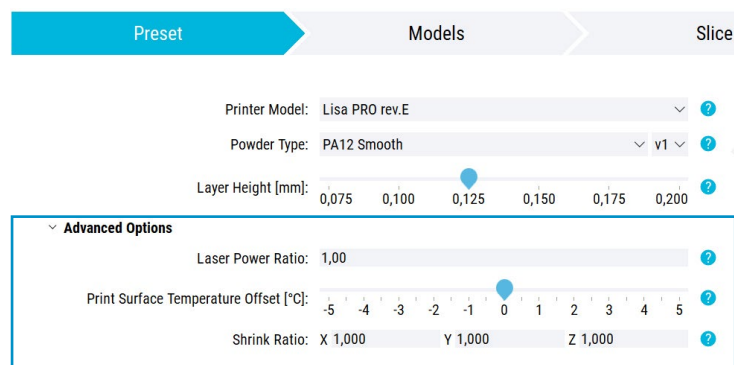 Preset Models Slice
Printer Model: Lisa PRO rev.E ?
Powder Type: PA12 Smooth v1 ?
Layer Height [mm]: ?
0,075 0,100 0,125 0,150 0,175 0,200
Advanced Options
Laser Power Ratio: 1,00 ?
Print Surface Temperature Offset [°C]: ?
-5 -4 -3 -2 -1 0 1 2 3 4 5
Shrink Ratio: X 1,000 Y 1,000 Z 1,000 ?